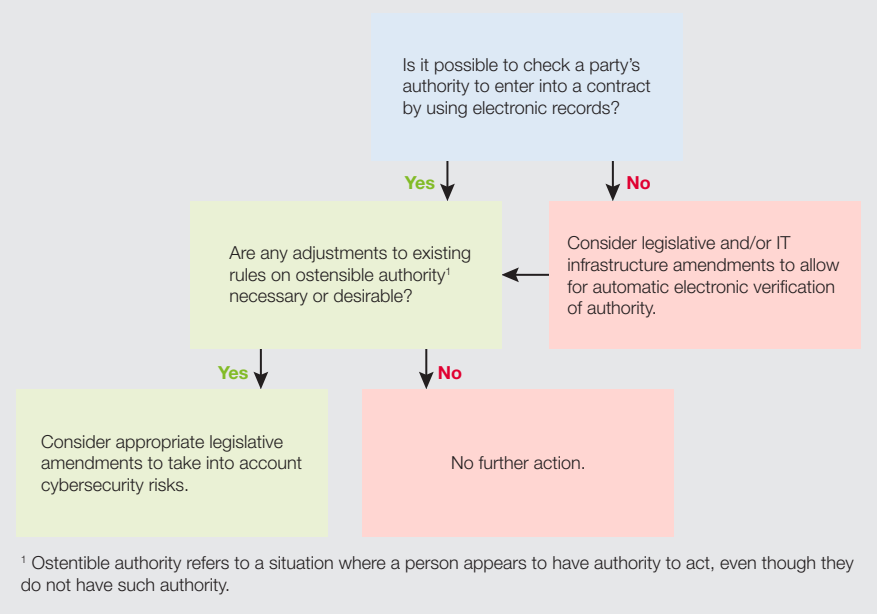 Is it possible to check a party’s
authority to enter into a contract
by using electronic records?
Yes
No
Are any adjustments to existing
rules on ostensible authority¹
necessary or desirable?
Consider legislative and/or IT
infrastructure amendments to allow
for automatic electronic verification
of authority.
Yes
No
Consider appropriate legislative
amendments to take into account
cybersecurity risks.
No further action.
¹ Ostentible authority refers to a situation where a person appears to have authority to act, even though they
do not have such authority.